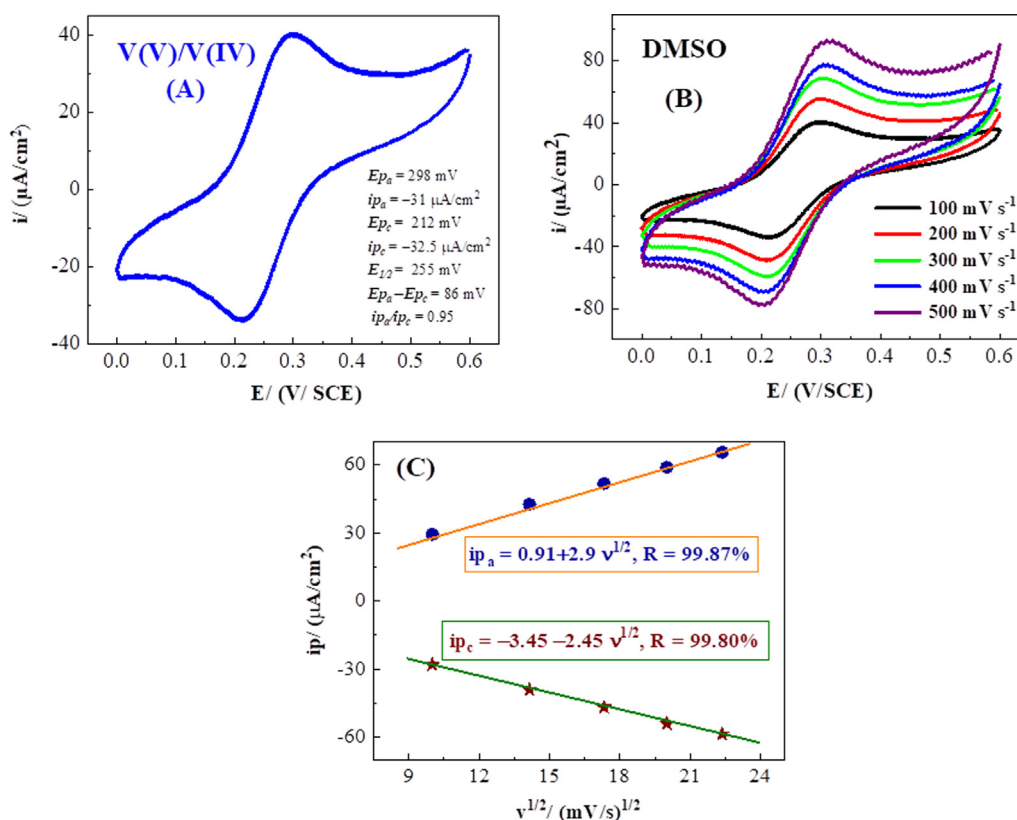 V(V)/V(IV)
(A)
40
20
0
-20
-40
i/ (µA/cm²)
Epₐ = 298 mV
ipₐ = −31 µA/cm²
Ep꜀ = 212 mV
ip꜀ = −32.5 µA/cm²
E₁/₂ = 255 mV
Epₐ−Ep꜀ = 86 mV
ipₐ/ip꜀ = 0.95
0.0 0.1 0.2 0.3 0.4 0.5 0.6
E/ (V/ SCE)
DMSO
(B)
80
40
0
-40
-80
i/ (µA/cm²)
100 mV s⁻¹
200 mV s⁻¹
300 mV s⁻¹
400 mV s⁻¹
500 mV s⁻¹
0.0 0.1 0.2 0.3 0.4 0.5 0.6
E/ (V/SCE)
(C)
60
30
0
-30
-60
ip/ (µA/cm²)
ipₐ = 0.91+2.9 ν¹/², R = 99.87%
ip꜀ = −3.45 −2.45 ν¹/², R = 99.80%
9 12 15 18 21 24
v¹/²/ (mV/s)¹/²